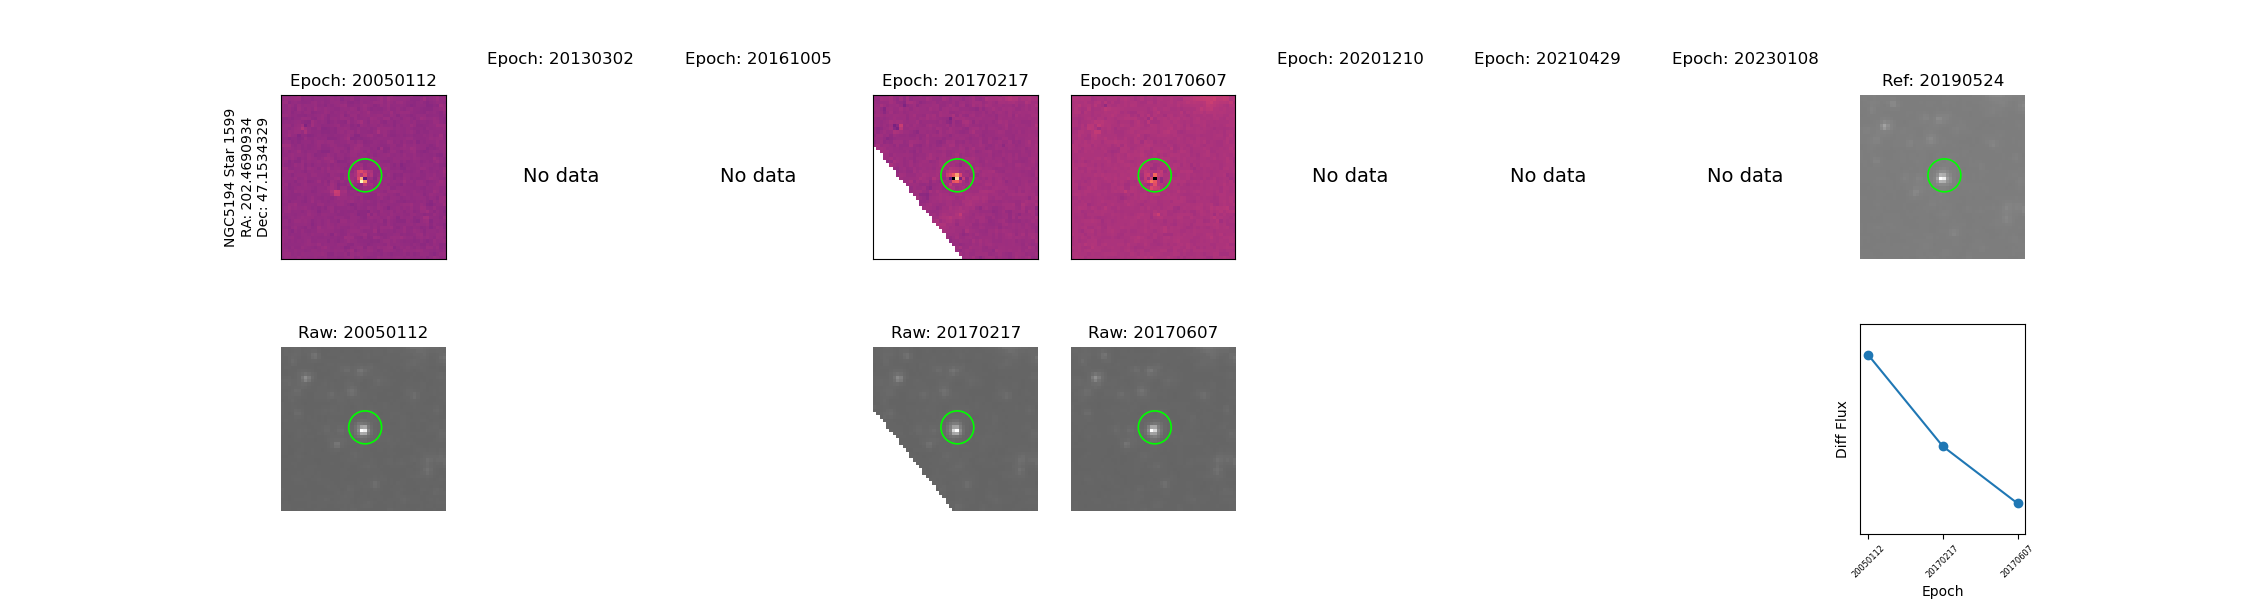 Epoch: 20050112
Epoch: 20130302
Epoch: 20161005
Epoch: 20170217
Epoch: 20170607
Epoch: 20201210
Epoch: 20210429
Epoch: 20230108
Ref: 20190524
NGC5194 Star 1599
RA: 202.4690934
Dec: 47.1534329
No data
No data
No data
No data
No data
Raw: 20050112
Raw: 20170217
Raw: 20170607
Diff Flux
20050112
20170217
20170607
Epoch